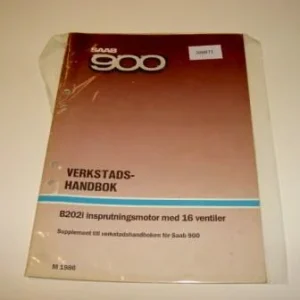 SAAB
900
VERKSTADS-
HANDBOK
B202i insprutningsmotor med 16 ventiler
Supplement till verkstadshandboken för Saab 900
M 1986